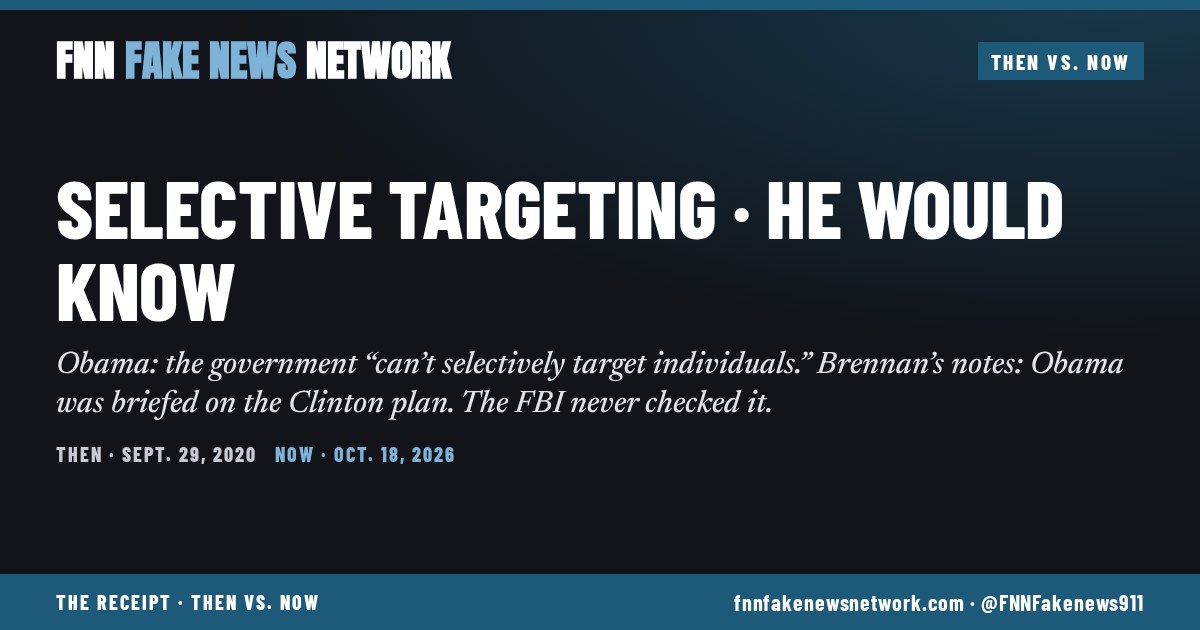 FNN FAKE NEWS NETWORK
THEN VS. NOW
SELECTIVE TARGETING · HE WOULD
KNOW
Obama: the government “can’t selectively target individuals.” Brennan’s notes: Obama
was briefed on the Clinton plan. The FBI never checked it.
THEN · SEPT. 29, 2020 NOW · OCT. 18, 2026
THE RECEIPT · THEN VS. NOW
fnnfakenewsnetwork.com · @FNNFakenews911